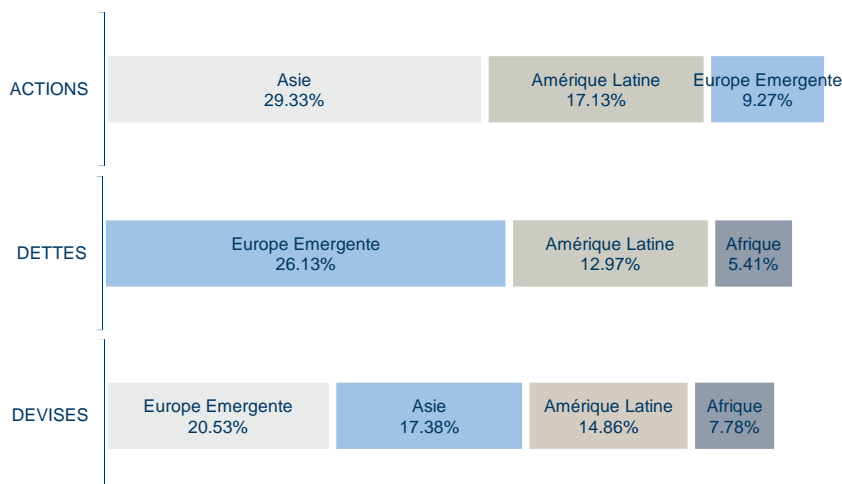 ACTIONS
Asie
29.33%
Amérique Latine
17.13%
Europe Emergente
9.27%
DETTES
Europe Emergente
26.13%
Amérique Latine
12.97%
Afrique
5.41%
DEVISES
Europe Emergente
20.53%
Asie
17.38%
Amérique Latine
14.86%
Afrique
7.78%